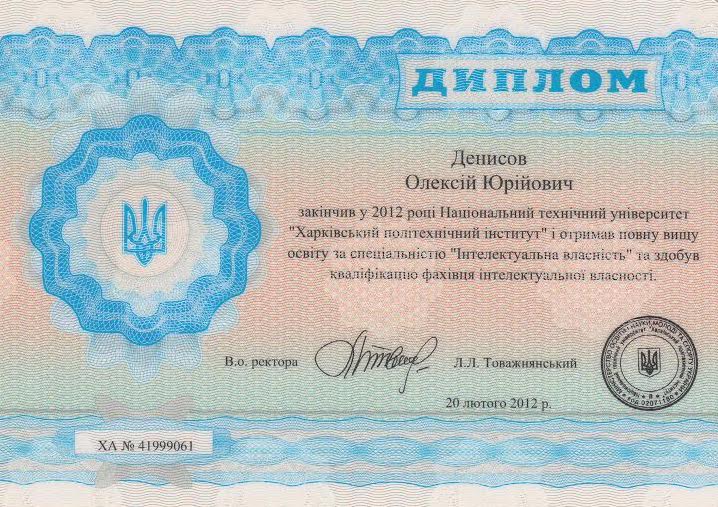 ДИПЛОМ
Денисов
Олексій Юрійович
закінчив у 2012 році Національний технічний університет
"Харківський політехнічний інститут" і отримав повну вищу
освіту за спеціальністю "Інтелектуальна власність" та здобув
кваліфікацію фахівця інтелектуальної власності.
В.о. ректора
Л.Л. Товажнянський
20 лютого 2012 р.
ХА № 41999061